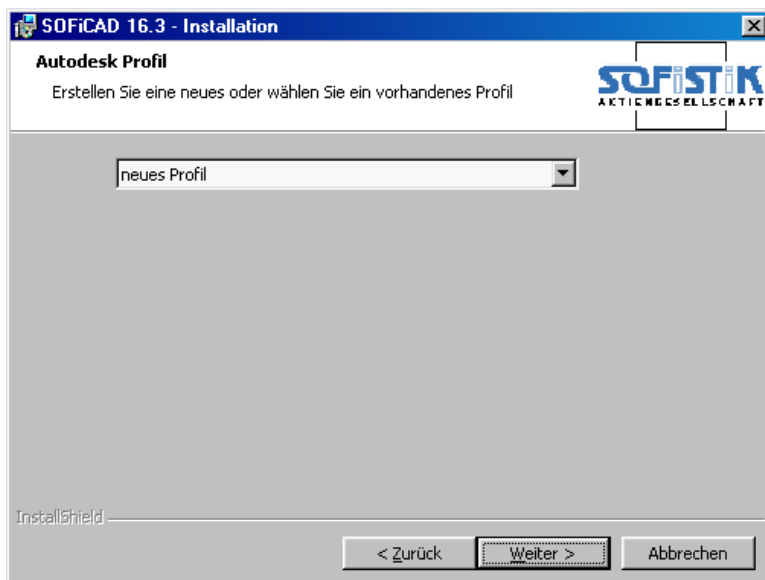 SOFiCAD 16.3 - Installation
Autodesk Profil
Erstellen Sie eine neues oder wählen Sie ein vorhandenes Profil
SOFiSTiK
AKTIENGESELLSCHAFT
neues Profil
InstallShield
< Zurück
Weiter >
Abbrechen